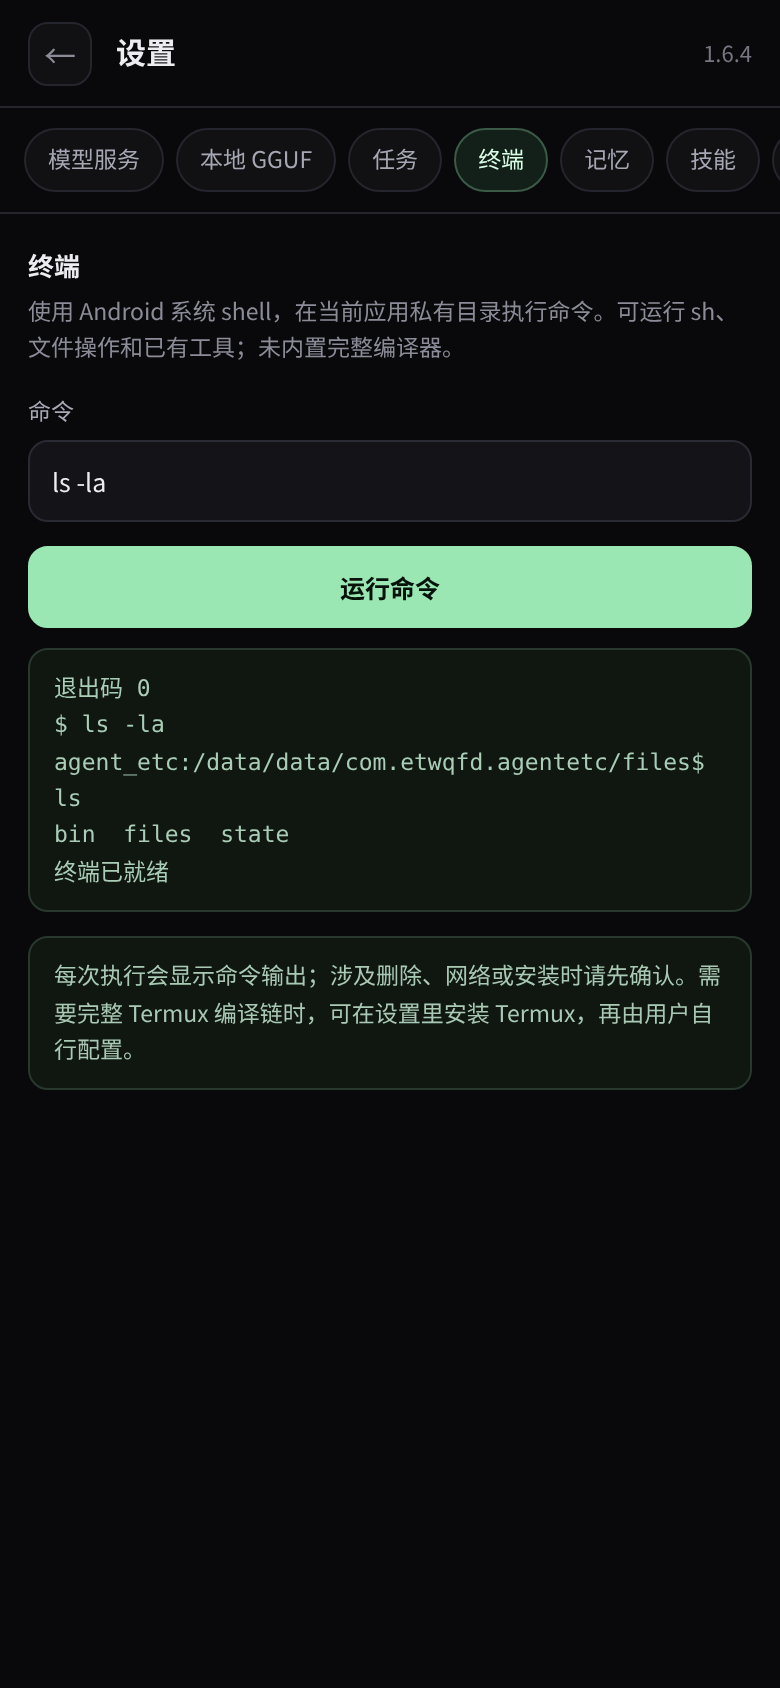 ← 设置
1.6.4
模型服务 本地 GGUF 任务 终端 记忆 技能
终端
使用 Android 系统 shell，在当前应用私有目录执行命令。可运行 sh、
文件操作和已有工具；未内置完整编译器。
命令
ls -la
运行命令
退出码 0
$ ls -la
agent_etc:/data/data/com.etwqfd.agentetc/files$
ls
bin  files  state
终端已就绪
每次执行会显示命令输出；涉及删除、网络或安装时请先确认。需
要完整 Termux 编译链时，可在设置里安装 Termux，再由用户自
行配置。